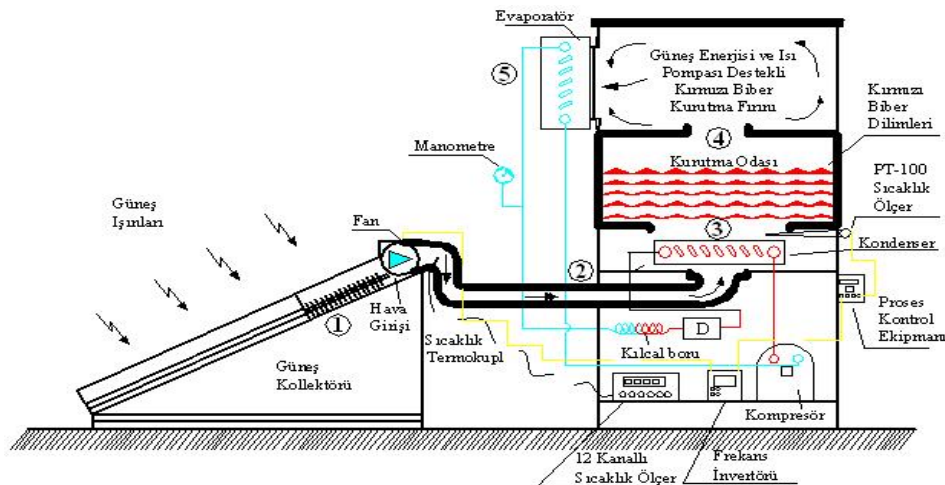 Evaporatör
5
Güneş Enerjisi ve Isı
Pompası Destekli
Kırmızı Biber
Kurutma Fırını
Kırmızı
Biber
Dilimleri
4
Manometre
Kurutma Odası
PT-100
Sıcaklık
Ölçer
Güneş
Işınları
Fan
3
Kondenser
2
Hava
Girişi
1
Sıcaklık
Termokupl
D
Kılcal boru
Proses
Kontrol
Ekipmanı
Güneş
Kollektörü
Kompresör
12 Kanallı
Sıcaklık Ölçer
Frekans
İnvertörü